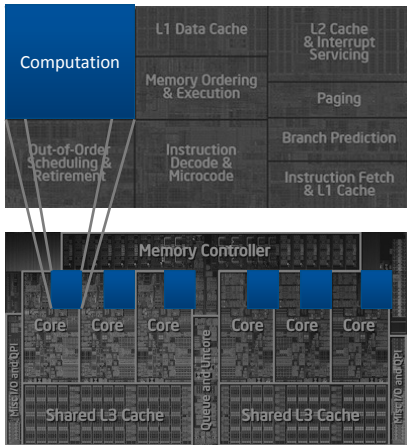 Computation
L1 Data Cache
L2 Cache
& Interrupt
Servicing
Memory Ordering
& Execution
Paging
Branch Prediction
Out-of-Order
Scheduling &
Retirement
Instruction
Decode &
Microcode
Instruction Fetch
& L1 Cache
Memory Controller
Misc I/O and QPI
Core
Core
Core
Queue and Uncore
Core
Core
Core
Misc I/O and QPI
Shared L3 Cache
Shared L3 Cache